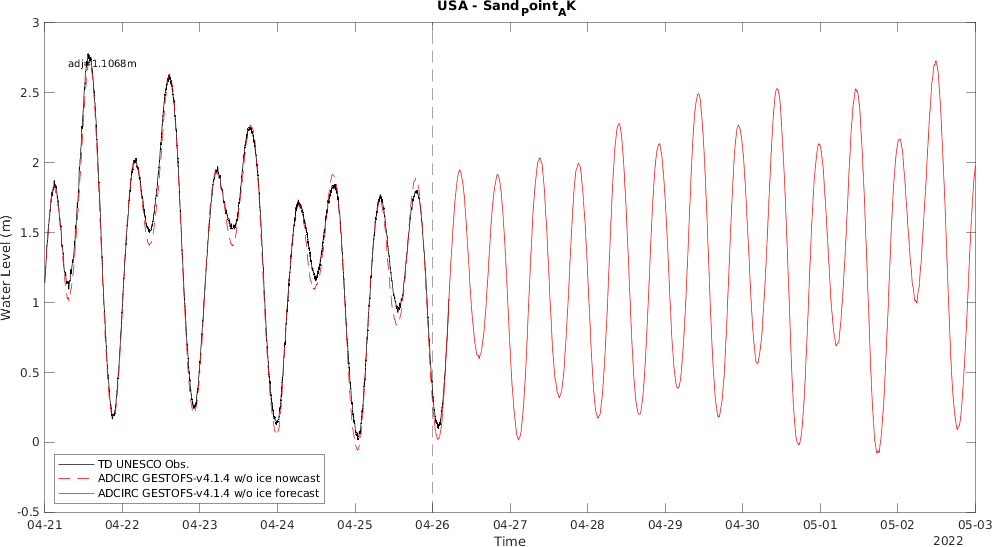 USA - SandPointAK
adj=1.1068m
Water Level (m)
3
2.5
2
1.5
1
0.5
0
-0.5
TD UNESCO Obs.
ADCIRC GESTOFS-v4.1.4 w/o ice nowcast
ADCIRC GESTOFS-v4.1.4 w/o ice forecast
04-21 04-22 04-23 04-24 04-25 04-26 04-27 04-28 04-29 04-30 05-01 05-02 05-03
Time
2022